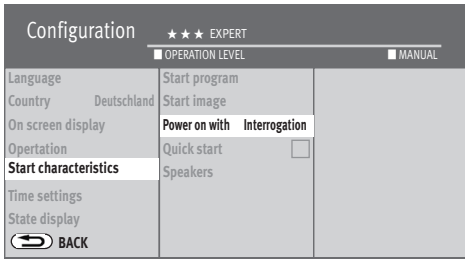 Configuration
★ ★ ★ EXPERT
OPERATION LEVEL
MANUAL
Language
Country Deutschland
On screen display
Opertation
Start characteristics
Time settings
State display
BACK
Start program
Start image
Power on with Interrogation
Quick start
Speakers